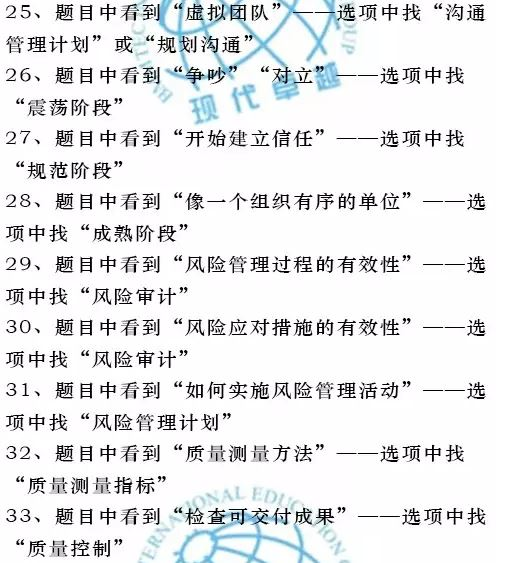 25、题目中看到“虚拟团队”——选项中找“沟通
管理计划”或“规划沟通”
26、题目中看到“争吵”“对立”——选项中找
“震荡阶段”
27、题目中看到“开始建立信任”——选项中找
“规范阶段”
28、题目中看到“像一个组织有序的单位”——选
项中找“成熟阶段”
29、题目中看到“风险管理过程的有效性”——选
项中找“风险审计”
30、题目中看到“风险应对措施的有效性”——选
项中找“风险审计”
31、题目中看到“如何实施风险管理活动”——选
项中找“风险管理计划”
32、题目中看到“质量测量方法”——选项中找
“质量测量指标”
33、题目中看到“检查可交付成果”——选项中找
“质量控制”
现代卓越